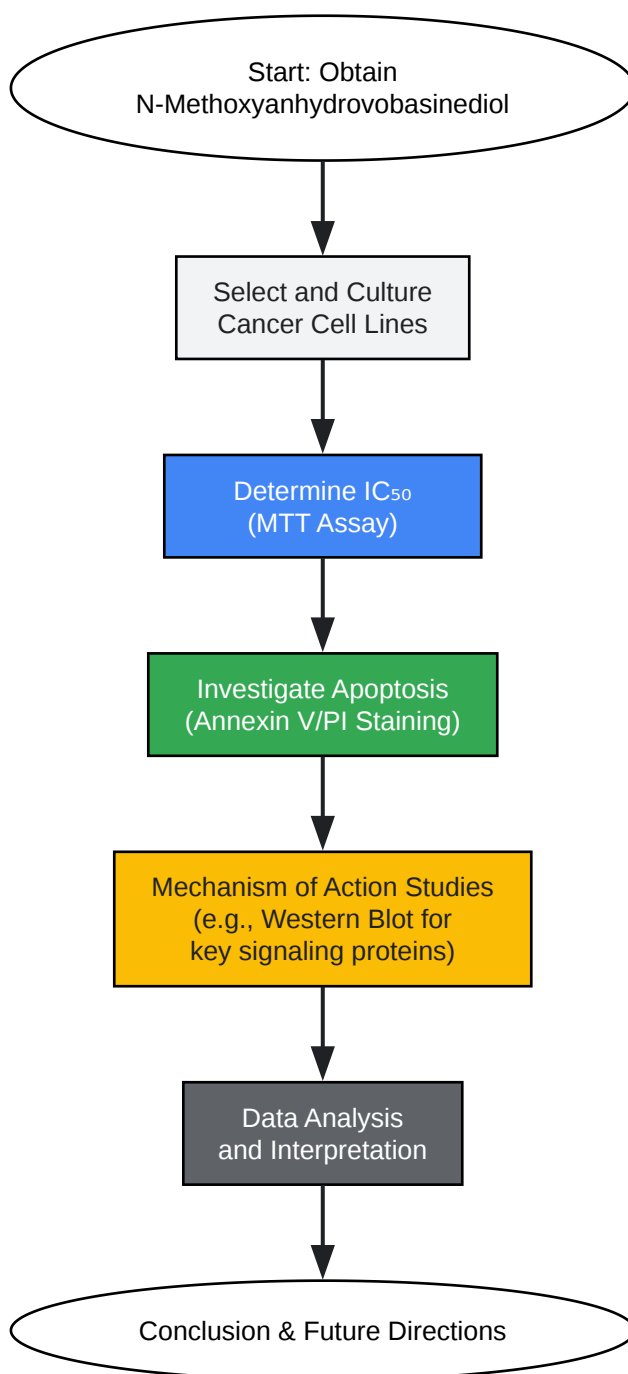 Start: Obtain
N-Methoxyanhydrovobasinediol
Select and Culture
Cancer Cell Lines
Determine IC₅₀
(MTT Assay)
Investigate Apoptosis
(Annexin V/PI Staining)
Mechanism of Action Studies
(e.g., Western Blot for
key signaling proteins)
Data Analysis
and Interpretation
Conclusion & Future Directions